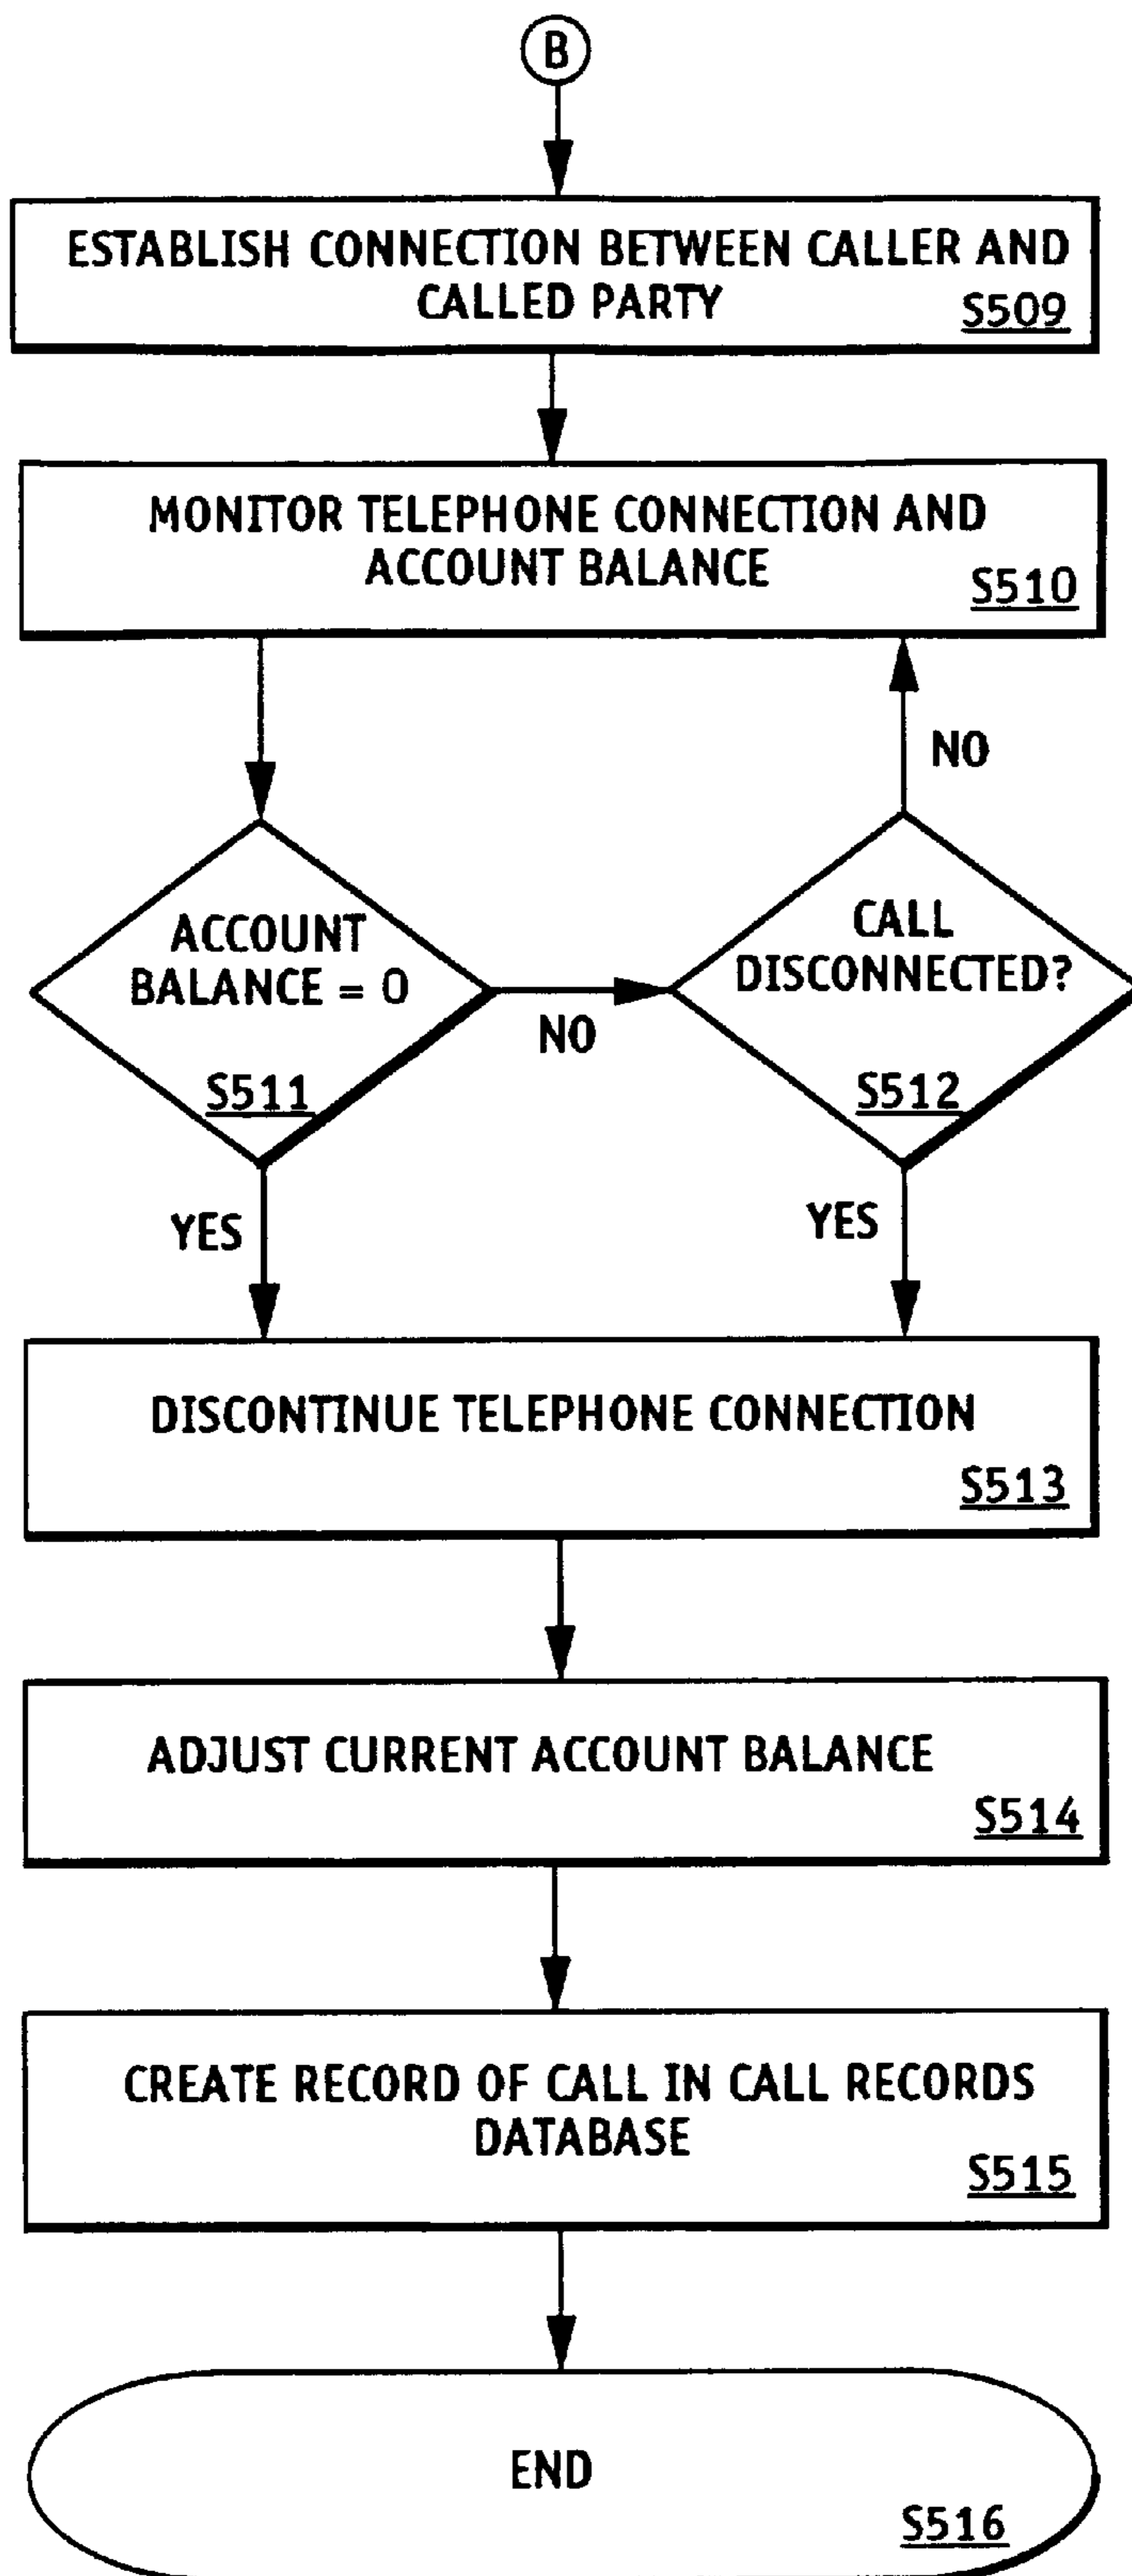 B
ESTABLISH CONNECTION BETWEEN CALLER AND
CALLED PARTY
S509
MONITOR TELEPHONE CONNECTION AND
ACCOUNT BALANCE
S510
NO
ACCOUNT
BALANCE = 0
S511
NO
CALL
DISCONNECTED?
S512
YES
YES
DISCONTINUE TELEPHONE CONNECTION
S513
ADJUST CURRENT ACCOUNT BALANCE
S514
CREATE RECORD OF CALL IN CALL RECORDS
DATABASE
S515
END
S516